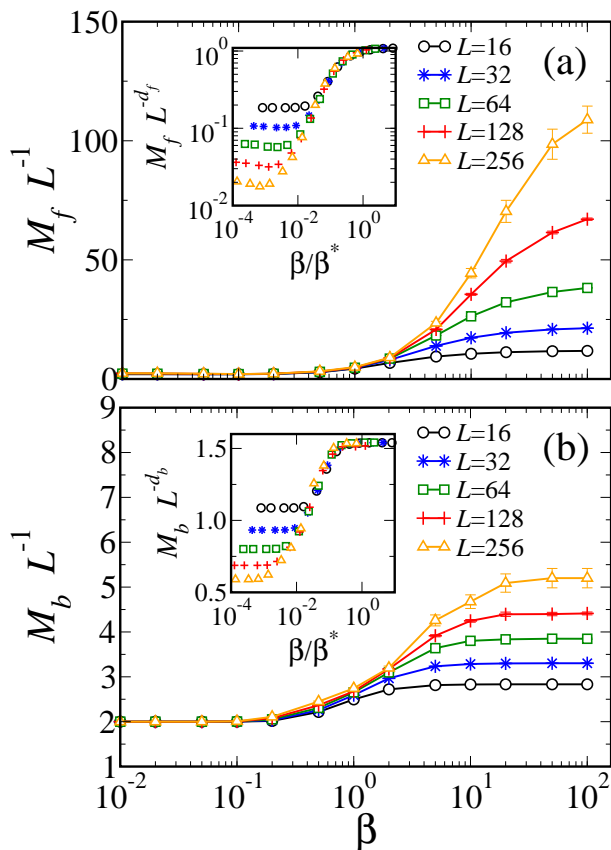 (a)
M_f L^{-1}
150
100
50
0
L=16
L=32
L=64
L=128
L=256
M_f L^{-d_f}
10^0
10^{-1}
10^{-2}
10^{-4} 10^{-2} 10^0
β/β^*
(b)
M_b L^{-1}
9
8
7
6
5
4
3
2
1
L=16
L=32
L=64
L=128
L=256
M_b L^{-d_b}
1.5
1.0
0.5
10^{-4} 10^{-2} 10^0
β/β^*
10^{-2} 10^{-1} 10^0 10^1 10^2
β